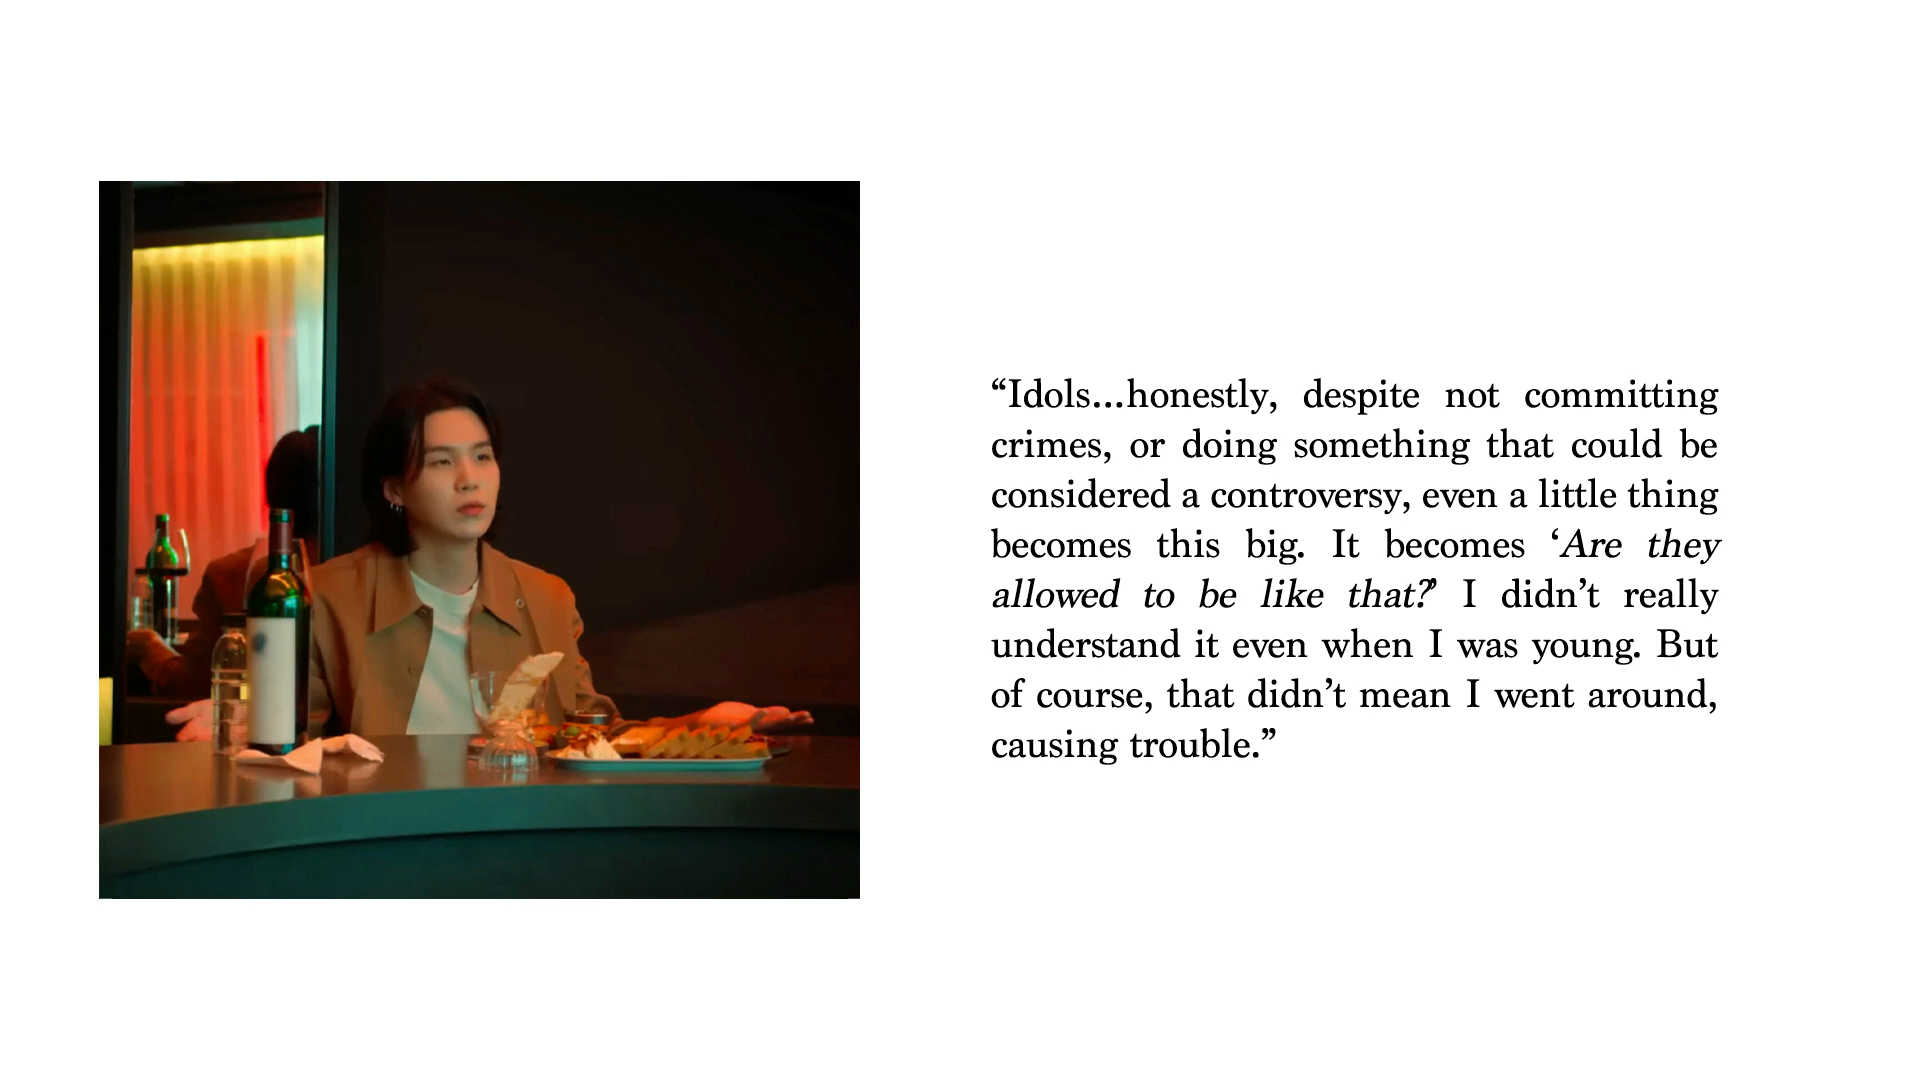 “Idols...honestly, despite not committing
crimes, or doing something that could be
considered a controversy, even a little thing
becomes this big. It becomes ‘Are they
allowed to be like that?’ I didn’t really
understand it even when I was young. But
of course, that didn’t mean I went around,
causing trouble.”